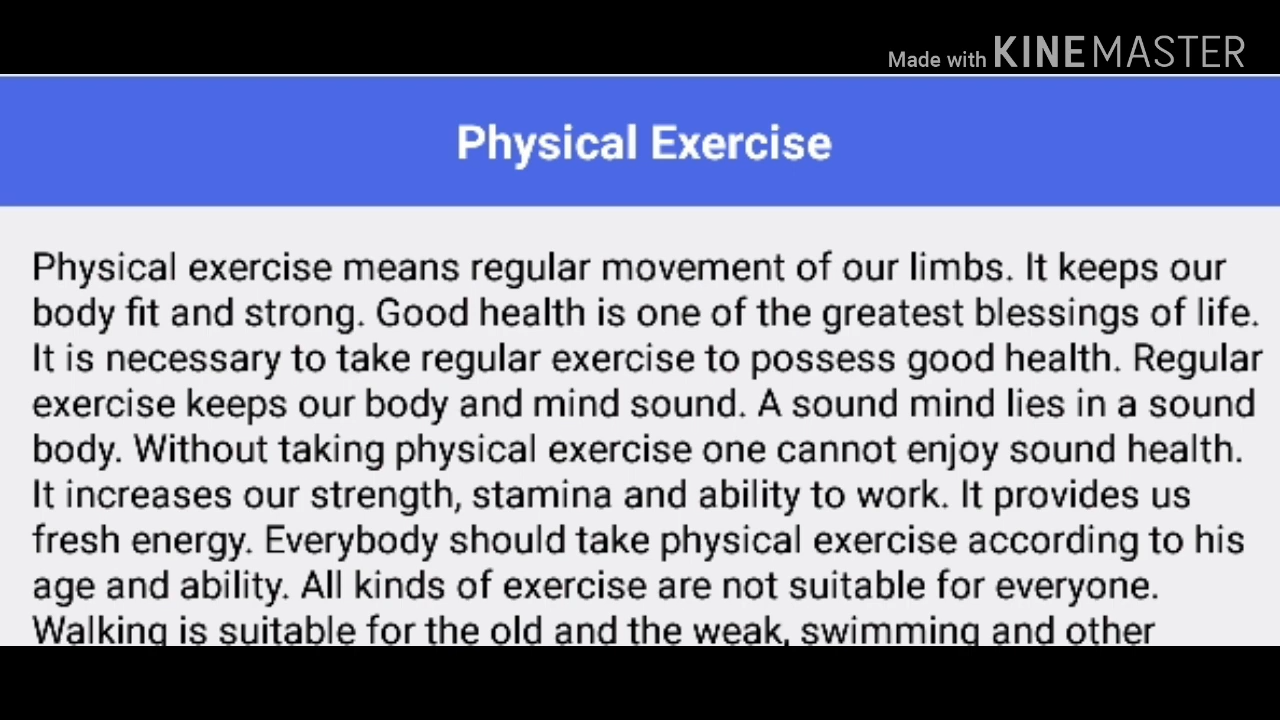 Made with KINEMASTER
Physical Exercise
Physical exercise means regular movement of our limbs. It keeps our
body fit and strong. Good health is one of the greatest blessings of life.
It is necessary to take regular exercise to possess good health. Regular
exercise keeps our body and mind sound. A sound mind lies in a sound
body. Without taking physical exercise one cannot enjoy sound health.
It increases our strength, stamina and ability to work. It provides us
fresh energy. Everybody should take physical exercise according to his
age and ability. All kinds of exercise are not suitable for everyone.
Walking is suitable for the old and the weak, swimming and other